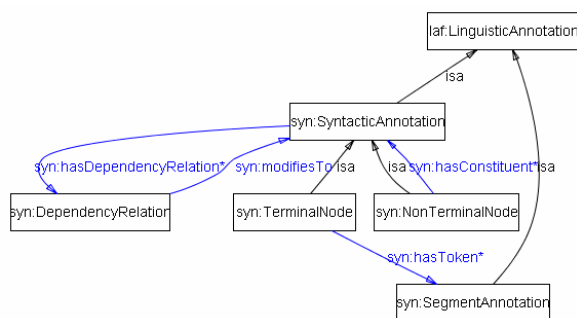 laf:LinguisticAnnotation
isa
syn:SyntacticAnnotation
syn:hasDependencyRelation*
syn:modifiesTo
isa
isa
syn:hasConstituent*
isa
syn:DependencyRelation
syn:TerminalNode
syn:NonTerminalNode
syn:hasToken*
syn:SegmentAnnotation